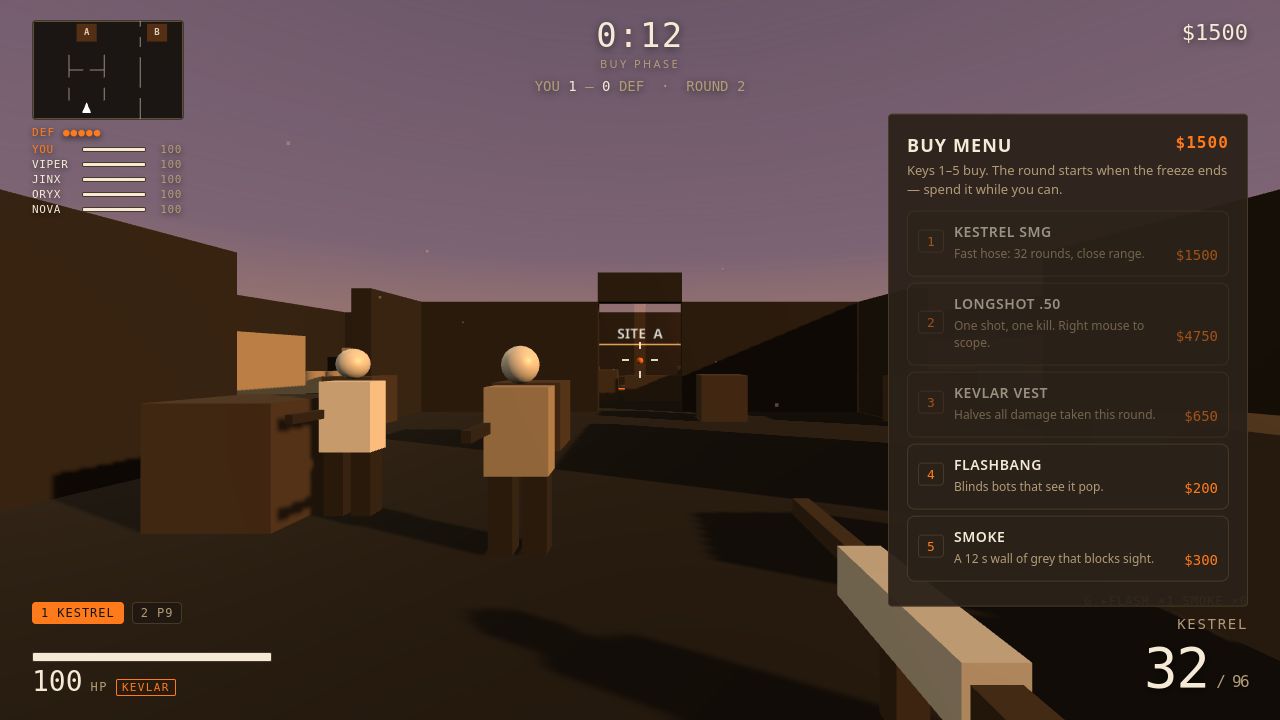 A B
0:12
BUY PHASE
YOU 1 — 0 DEF · ROUND 2
$1500
DEF
YOU 100
VIPER 100
JINX 100
ORYX 100
NOVA 100
BUY MENU $1500
Keys 1–5 buy. The round starts when the freeze ends
— spend it while you can.
1 KESTREL SMG
Fast hose: 32 rounds, close range. $1500
2 LONGSHOT .50
One shot, one kill. Right mouse to
scope. $4750
3 KEVLAR VEST
Halves all damage taken this round. $650
4 FLASHBANG
Blinds bots that see it pop. $200
5 SMOKE
A 12 s wall of grey that blocks sight. $300
SITE A
1 KESTREL 2 P9
100 HP KEVLAR
KESTREL
32 / 96